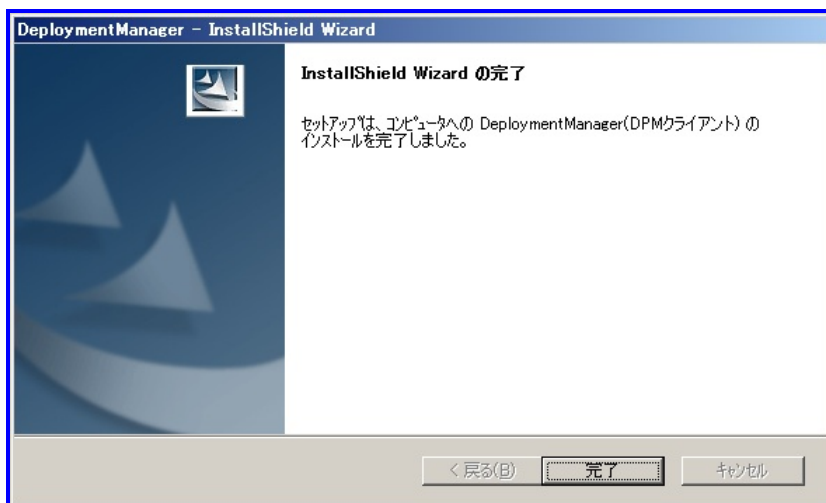 DeploymentManager - InstallShield Wizard
InstallShield Wizard の完了
セットアップは、コンピュータへの DeploymentManager(DPMクライアント) の
インストールを完了しました。
< 戻る(B)
完了
キャンセル